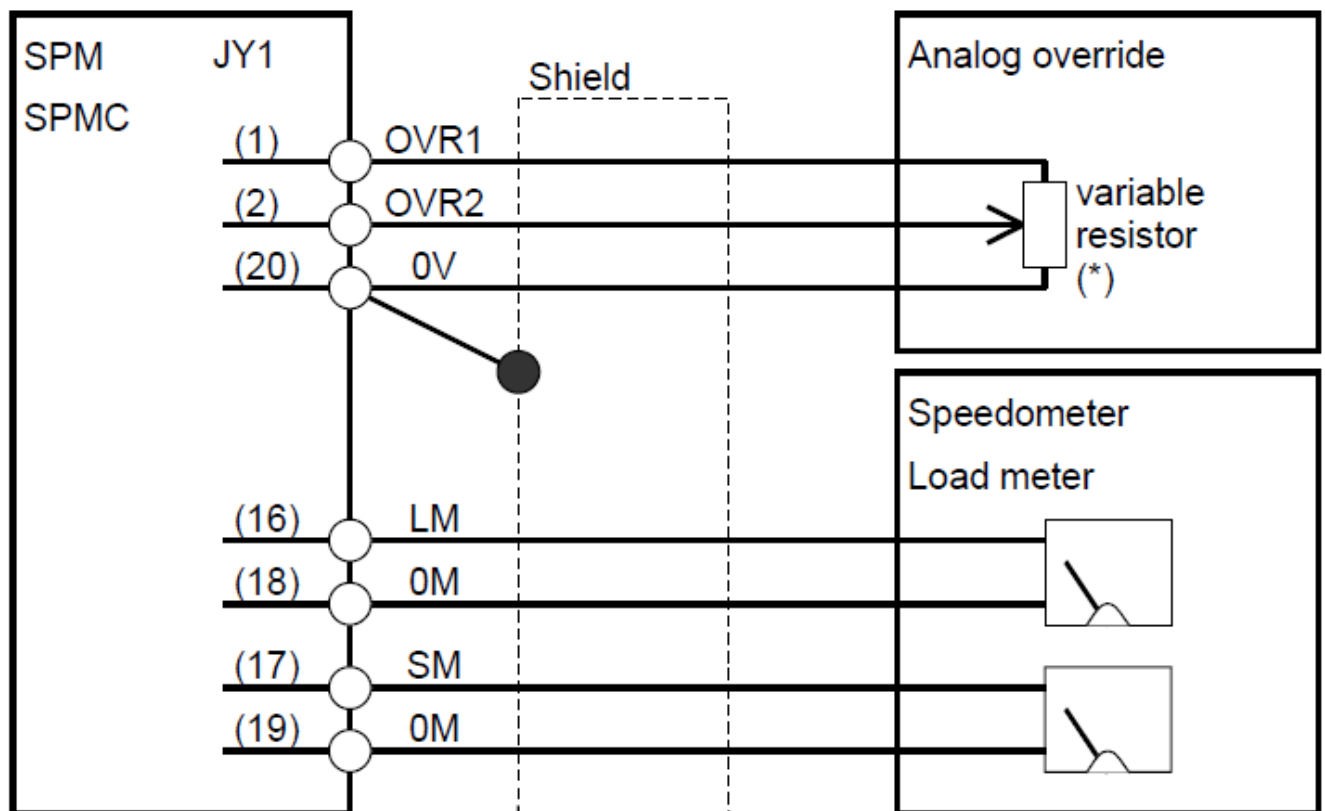 SPM JY1
SPMC
Shield
Analog override
(1) OVR1
(2) OVR2
(20) 0V
variable
resistor
(*)
Speedometer
Load meter
(16) LM
(18) 0M
(17) SM
(19) 0M